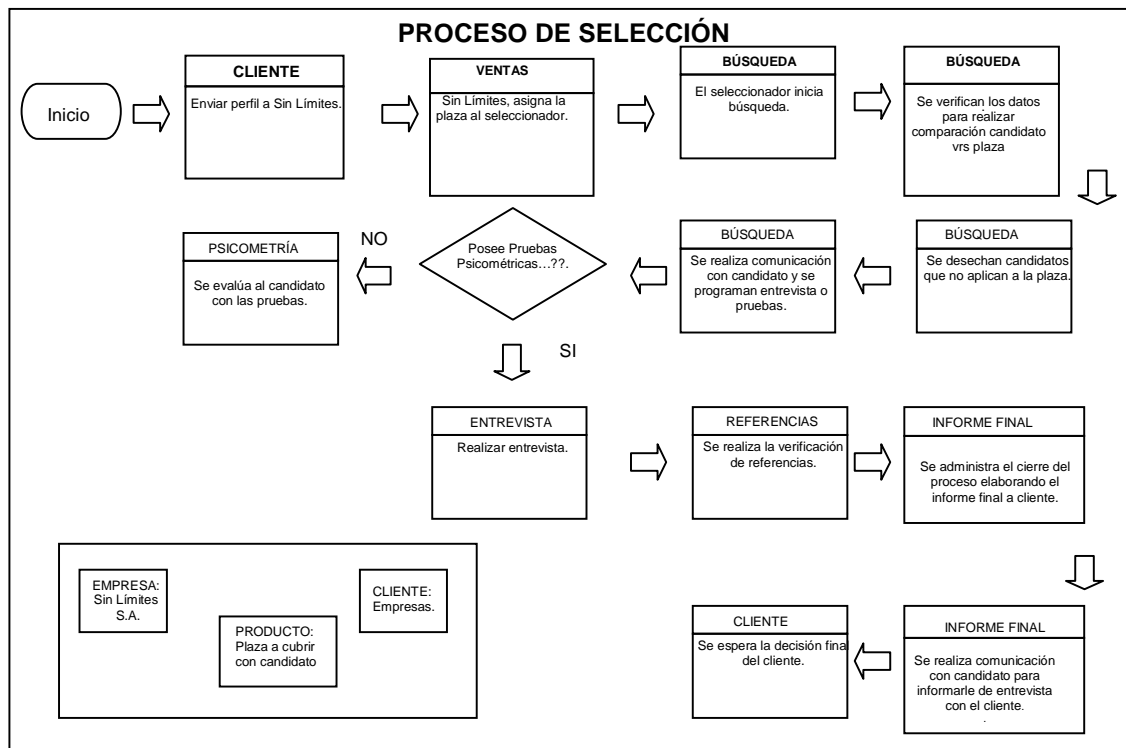 PROCESO DE SELECCIÓN
Inicio
CLIENTE
Enviar perfil a Sin Límites.
VENTAS
Sin Límites, asigna la
plaza al seleccionador.
BÚSQUEDA
El seleccionador inicia
búsqueda.
BÚSQUEDA
Se verifican los datos
para realizar
comparación candidato
vrs plaza
BÚSQUEDA
Se desechan candidatos
que no aplican a la plaza.
BÚSQUEDA
Se realiza comunicación
con candidato y se
programan entrevista o
pruebas.
Posee Pruebas
Psicométricas...??.
NO
PSICOMETRÍA
Se evalúa al candidato
con las pruebas.
SI
ENTREVISTA
Realizar entrevista.
REFERENCIAS
Se realiza la verificación
de referencias.
INFORME FINAL
Se administra el cierre del
proceso elaborando el
informe final a cliente.
INFORME FINAL
Se realiza comunicación
con candidato para
informarle de entrevista
con el cliente.
.
CLIENTE
Se espera la decisión final
del cliente.
EMPRESA:
Sin Límites
S.A.
PRODUCTO:
Plaza a cubrir
con candidato
CLIENTE:
Empresas.